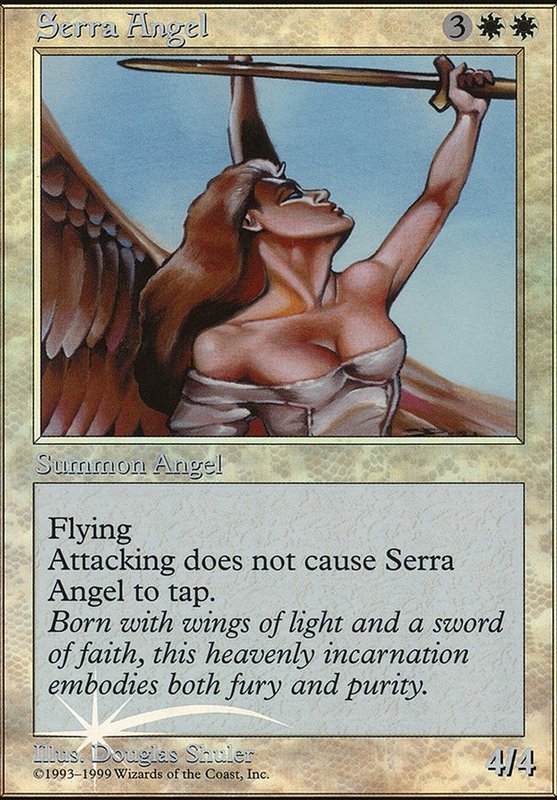 Serra Angel 3
Summon Angel
Flying
Attacking does not cause Serra
Angel to tap.
Born with wings of light and a sword
of faith, this heavenly incarnation
embodies both fury and purity.
Illus. Douglas Shuler
4/4
©1993-1999 Wizards of the Coast, Inc.